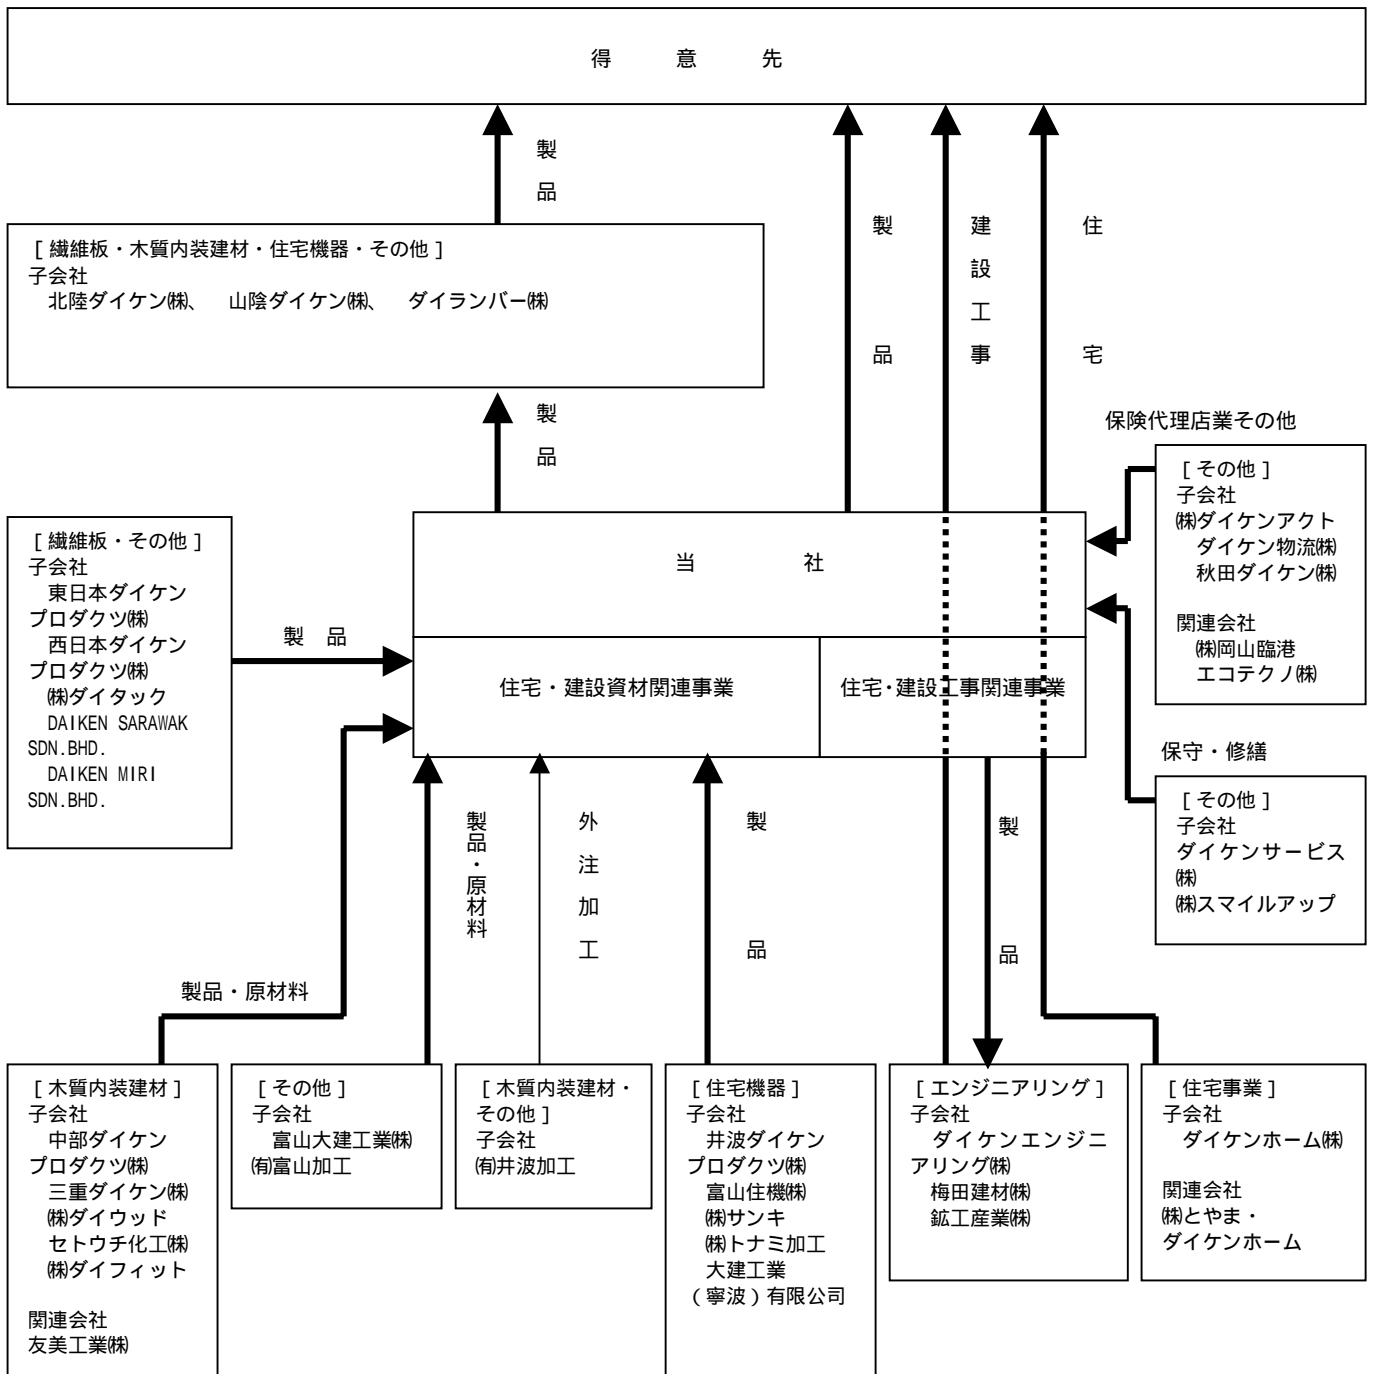 得 意 先
製品
製品
建設工事
住宅
[ 繊維板・木質内装建材・住宅機器・その他 ]
子会社
北陸ダイケン㈱、 山陰ダイケン㈱、 ダイランバー㈱
製品
保険代理店業その他
[ その他 ]
子会社
㈱ダイケンアクト
ダイケン物流㈱
秋田ダイケン㈱
関連会社
㈱岡山臨港
エコテクノ㈱
[ 繊維板・その他 ]
子会社
東日本ダイケン
プロダクツ㈱
西日本ダイケン
プロダクツ㈱
㈱ダイタック
DAIKEN SARAWAK
SDN.BHD.
DAIKEN MIRI
SDN.BHD.
製 品
当 社
住宅・建設資材関連事業
住宅・建設工事関連事業
保守・修繕
[ その他 ]
子会社
ダイケンサービス
㈱
㈱スマイルアップ
製品・原材料
外注加工
製品
製品
製品・原材料
[ 木質内装建材 ]
子会社
中部ダイケン
プロダクツ㈱
三重ダイケン㈱
㈱ダイウッド
セトウチ化工㈱
㈱ダイフィット
関連会社
友美工業㈱
[ その他 ]
子会社
富山大建工業㈱
㈲富山加工
[ 木質内装建材・
その他 ]
子会社
㈲井波加工
[ 住宅機器 ]
子会社
井波ダイケン
プロダクツ㈱
富山住機㈱
㈱サンキ
㈱トナミ加工
大建工業
（寧波）有限公司
[ エンジニアリング ]
子会社
ダイケンエンジニ
アリング㈱
梅田建材㈱
鉱工産業㈱
[ 住宅事業 ]
子会社
ダイケンホーム㈱
関連会社
㈱とやま・
ダイケンホーム